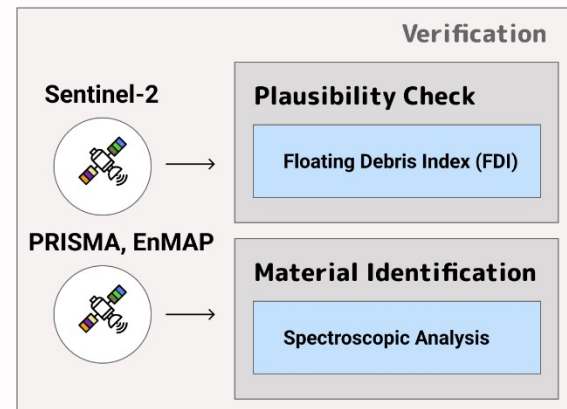 Verification
Sentinel-2
Plausibility Check
Floating Debris Index (FDI)
PRISMA, EnMAP
Material Identification
Spectroscopic Analysis